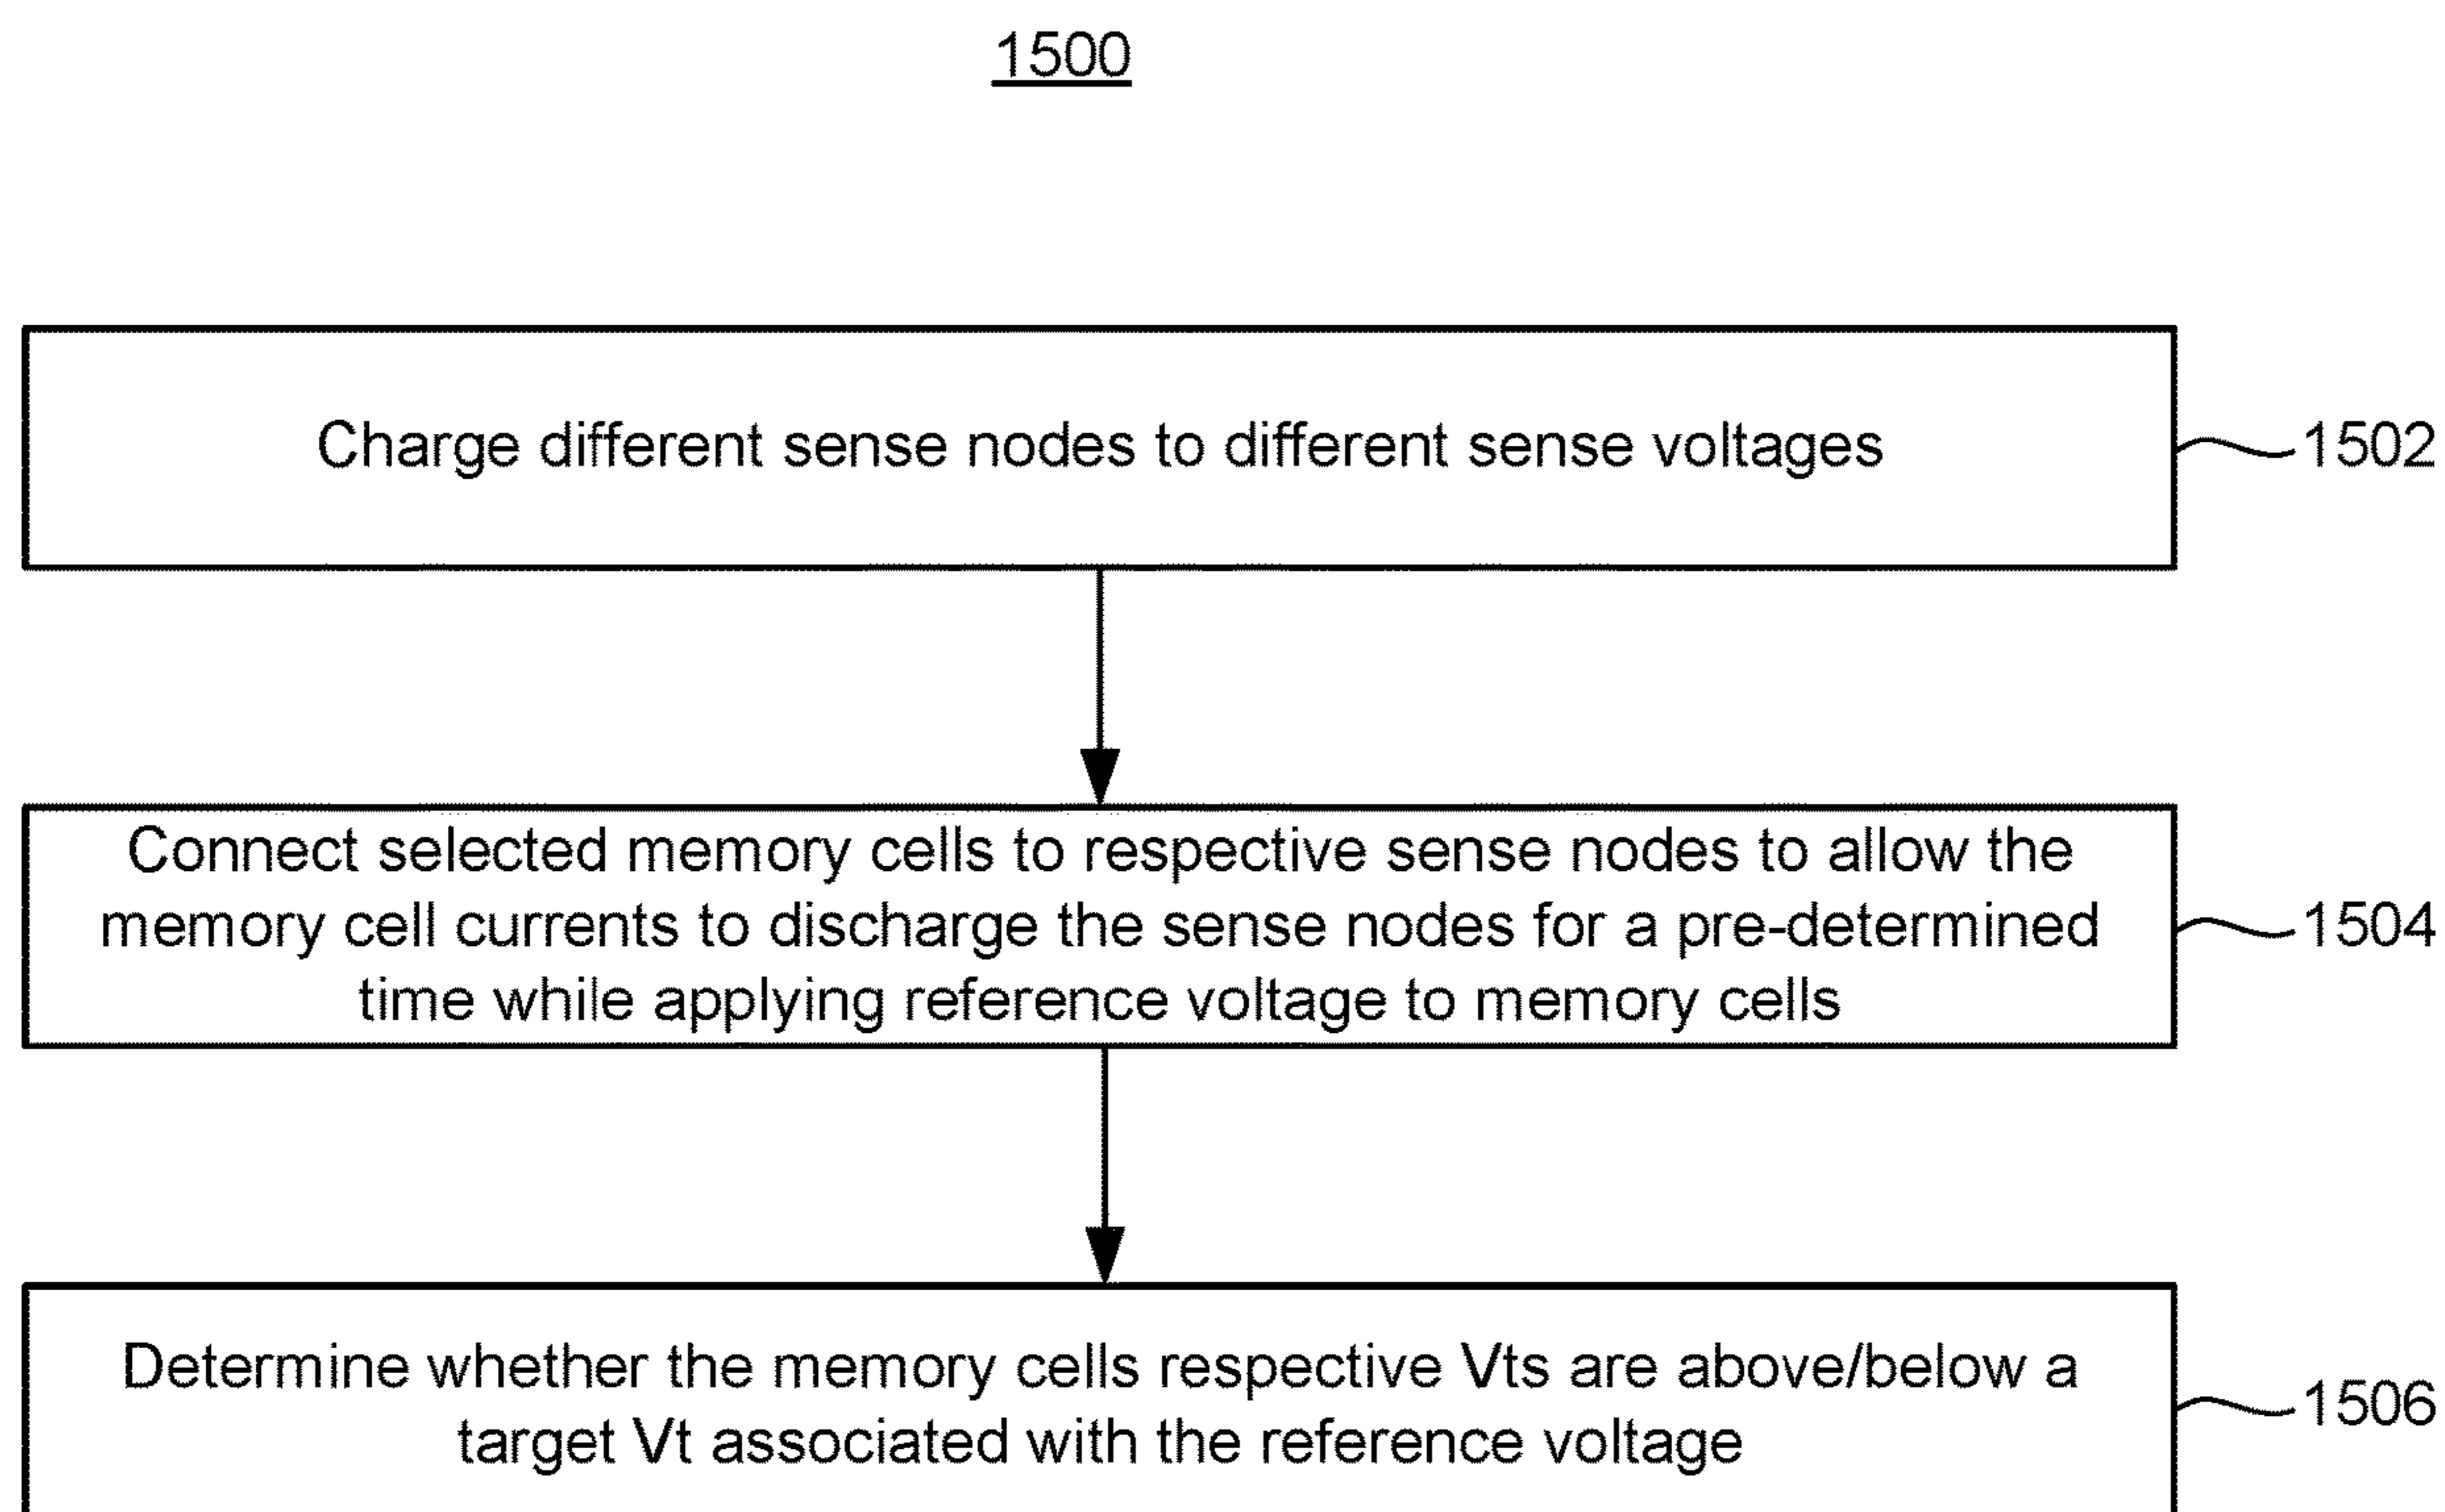 1500
Charge different sense nodes to different sense voltages
1502
Connect selected memory cells to respective sense nodes to allow the
memory cell currents to discharge the sense nodes for a pre-determined
time while applying reference voltage to memory cells
1504
Determine whether the memory cells respective Vts are above/below a
target Vt associated with the reference voltage
1506